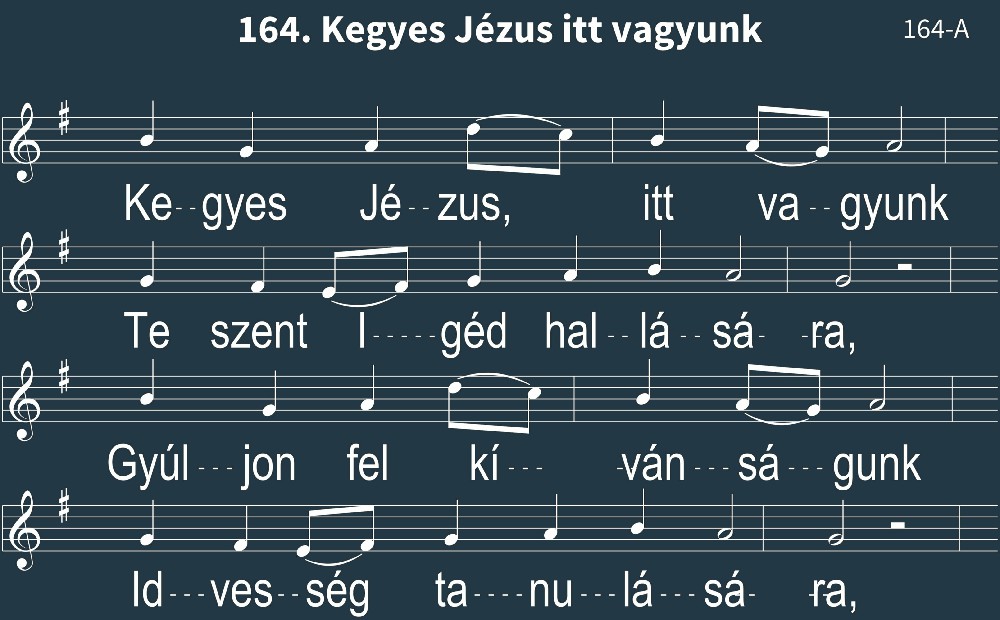 164. Kegyes Jézus itt vagyunk
164-A
Ke--gyes Jé--zus, itt va--gyunk
Te szent I-----géd hal--lá--sá- -ra,
Gyúl---jon fel kí--- -ván---sá---gunk
Id---ves--ség ta----nu---lá---sá- -ra,